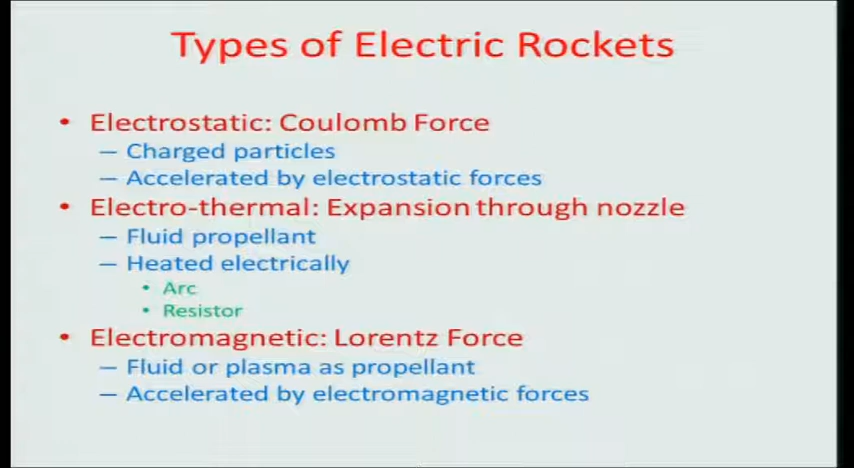 Types of Electric Rockets
• Electrostatic: Coulomb Force
– Charged particles
– Accelerated by electrostatic forces
• Electro-thermal: Expansion through nozzle
– Fluid propellant
– Heated electrically
• Arc
• Resistor
• Electromagnetic: Lorentz Force
– Fluid or plasma as propellant
– Accelerated by electromagnetic forces